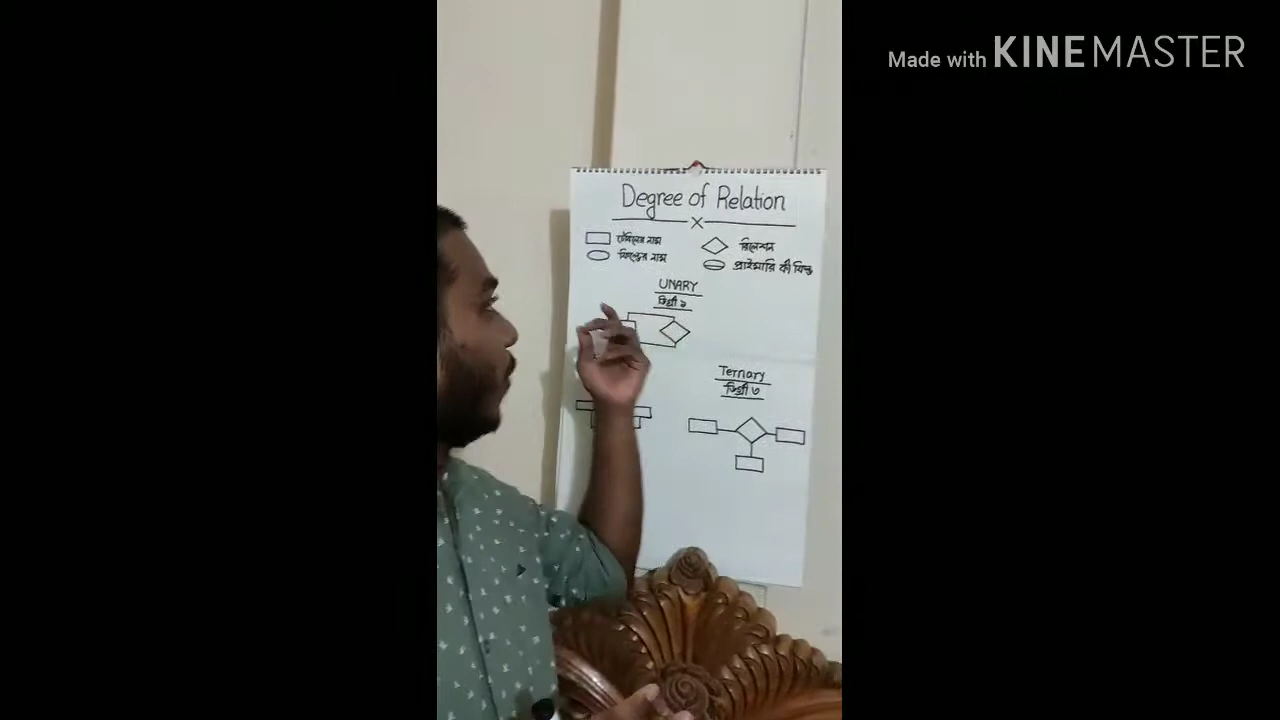 Made with KINEMASTER
Degree of Relation
টেবিলের নাম
রিলেশন
ফিল্ডের নাম
প্রাইমারি কী ফিল্ড
UNARY
ডিগ্রী ১
Ternary
ডিগ্রী ৩